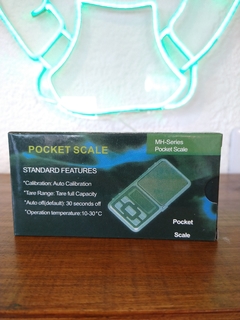 POCKET SCALE
MH-Series
Pocket Scale
STANDARD FEATURES
*Calibration: Auto Calibration
*Tare Range: Tare full Capacity
*Auto off(default): 30 seconds off
*Operation temperature:10-30°C
Pocket
Scale